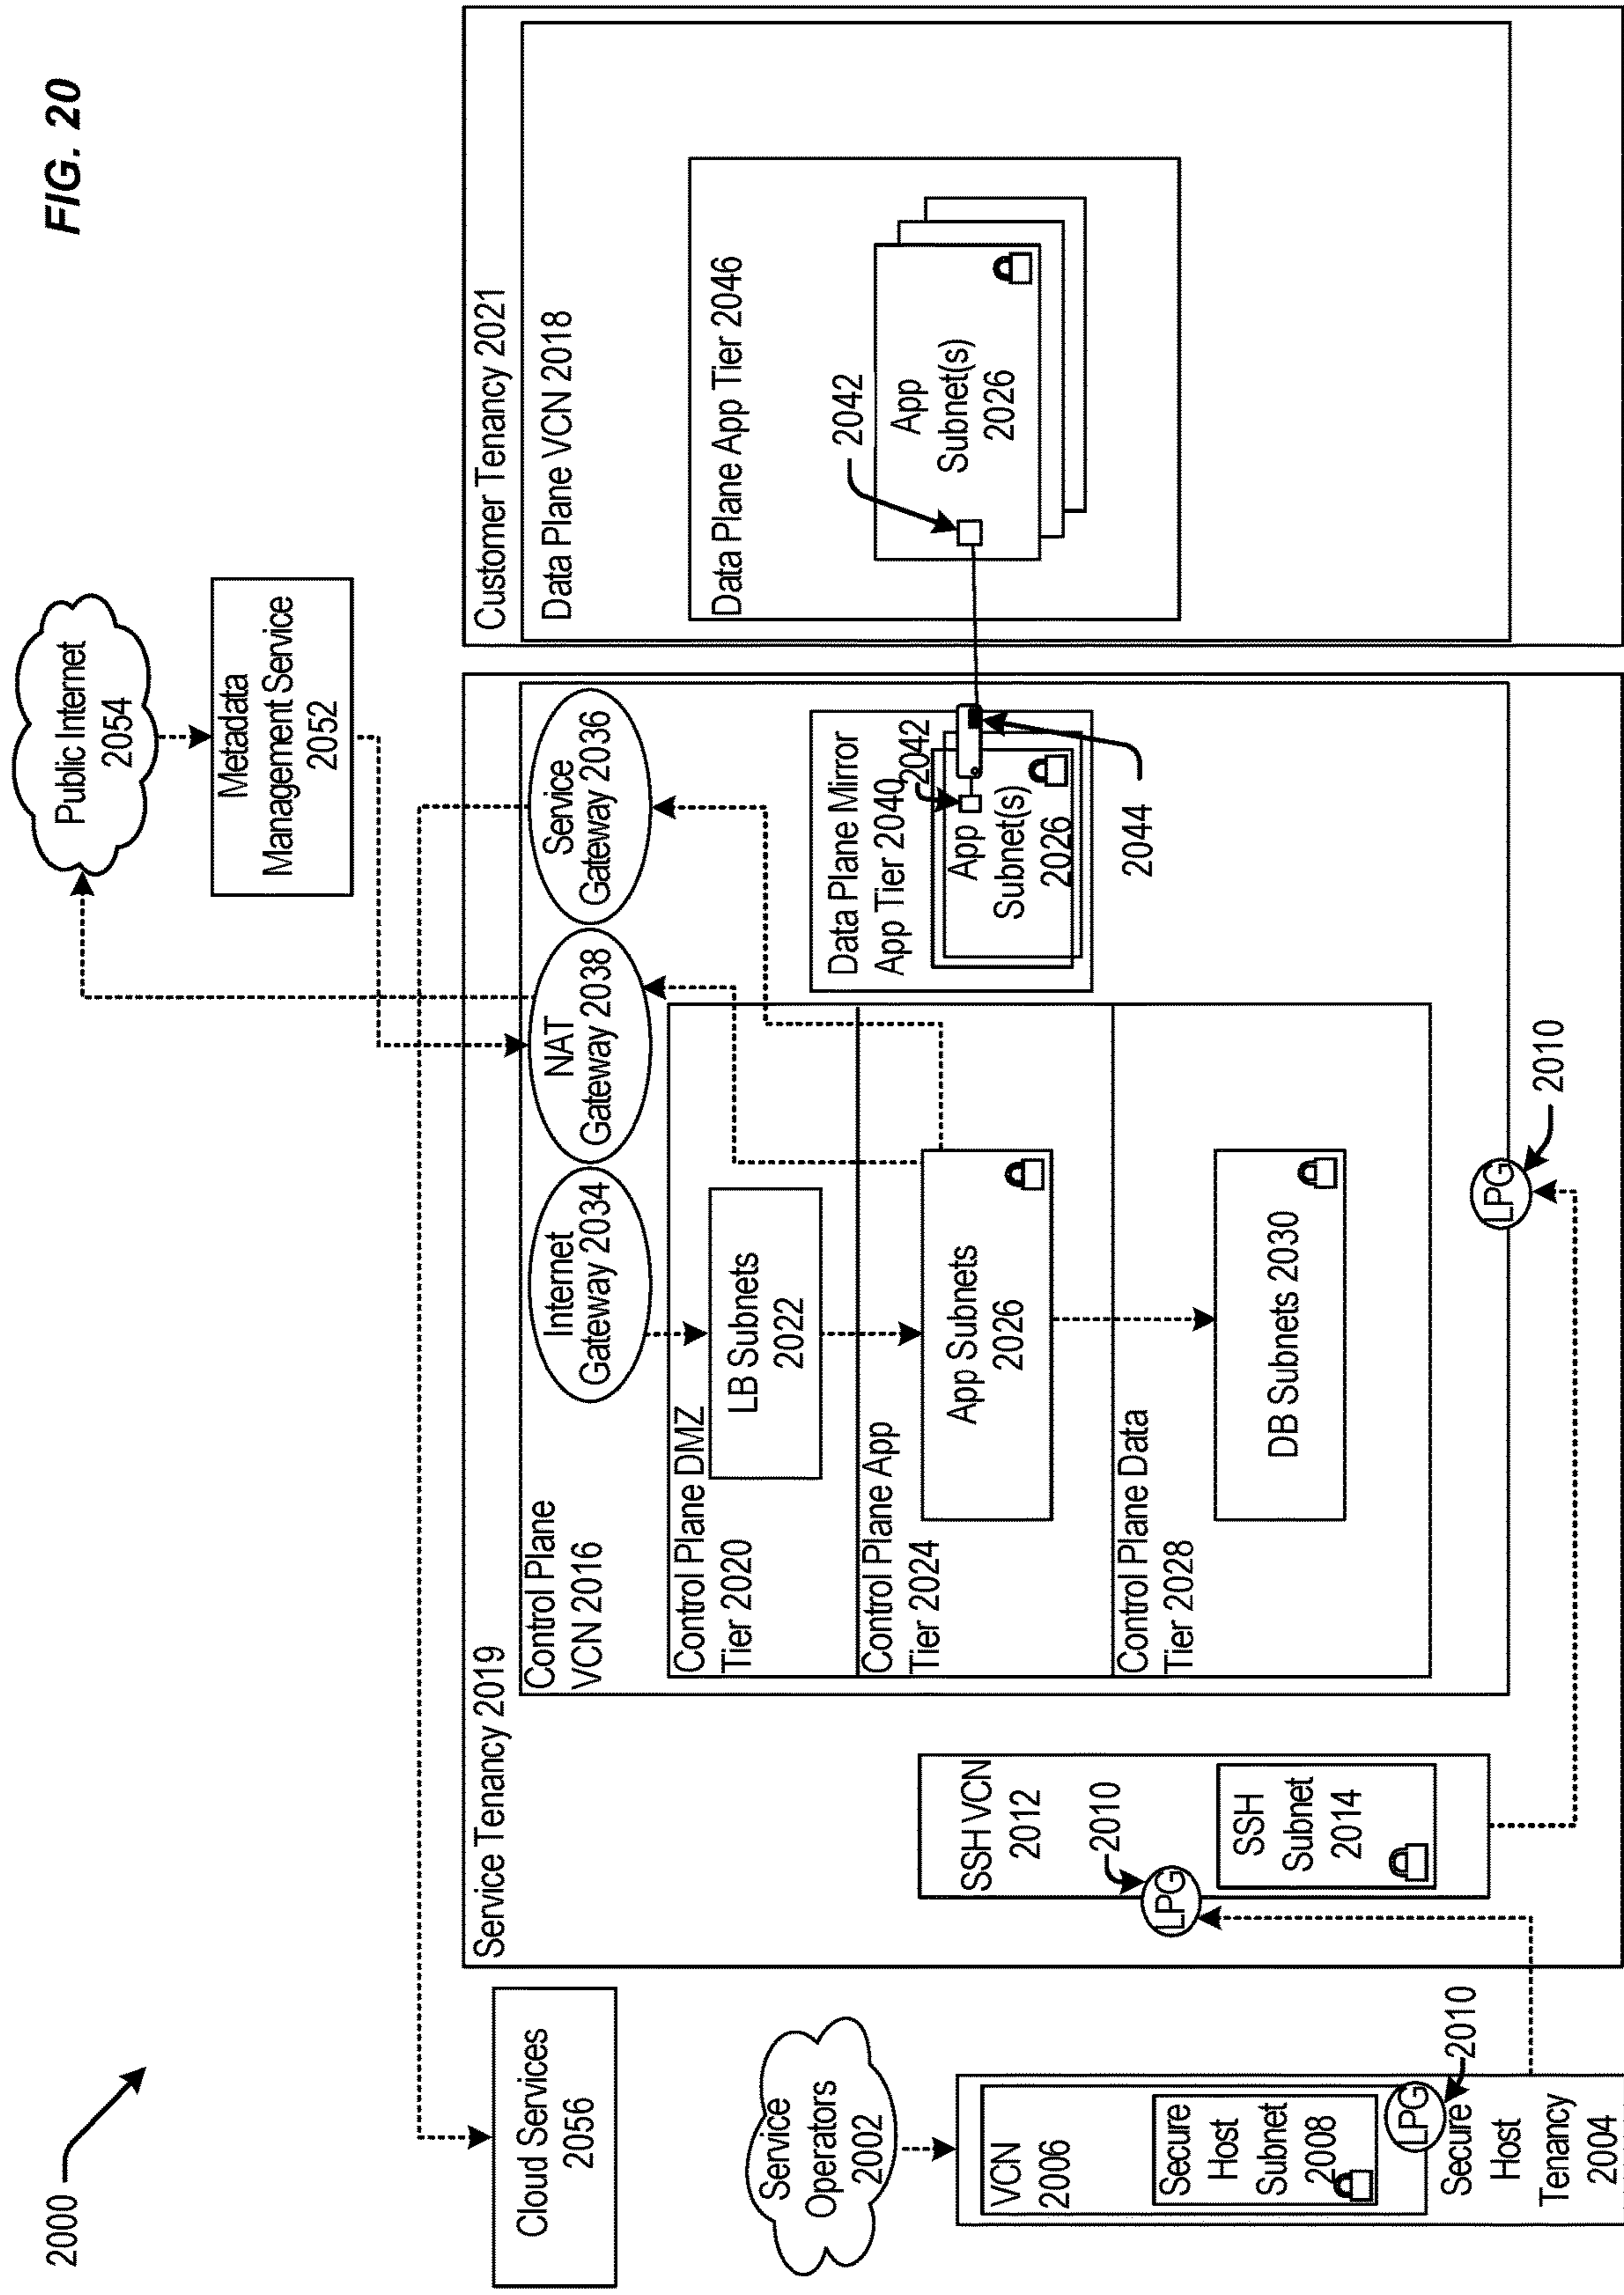 FIG. 20
2000
Public Internet
2054
Metadata
Management Service
2052
Cloud Services
2056
Service
Operators
2002
VCN
2006
Secure
Host
Subnet
2008
LPG
2010
Secure
Host
Tenancy
2004
Service Tenancy 2019
SSH VCN
2012
2010
LPG
SSH
Subnet
2014
Control Plane
VCN 2016
Internet
Gateway 2034
NAT
Gateway 2038
Service
Gateway 2036
Control Plane DMZ
Tier 2020
LB Subnets
2022
Control Plane App
Tier 2024
App Subnets
2026
Control Plane Data
Tier 2028
DB Subnets 2030
LPG
2010
Data Plane Mirror
App Tier 2040
2042
App
Subnet(s)
2026
2044
Customer Tenancy 2021
Data Plane VCN 2018
Data Plane App Tier 2046
2042
App
Subnet(s)
2026